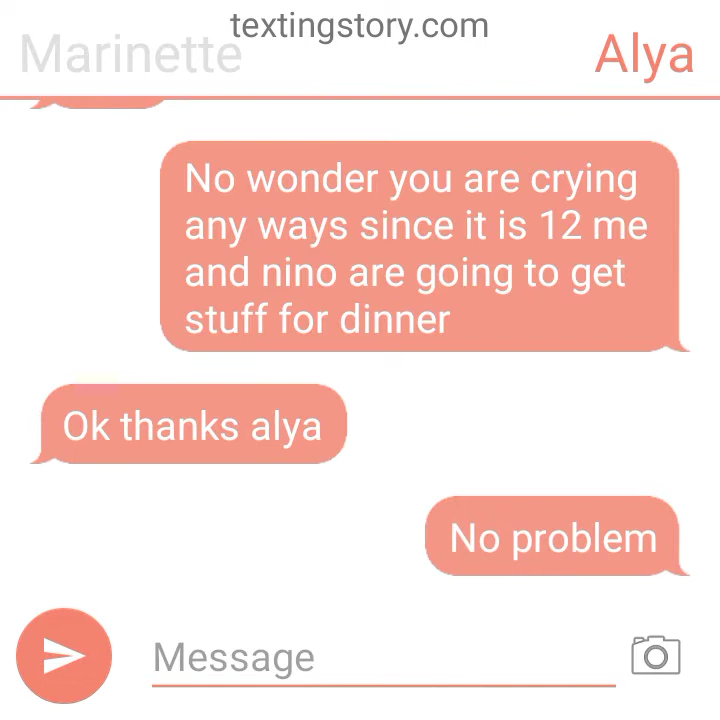 textingstory.com
Marinette
Alya
No wonder you are crying
any ways since it is 12 me
and nino are going to get
stuff for dinner
Ok thanks alya
No problem
Message